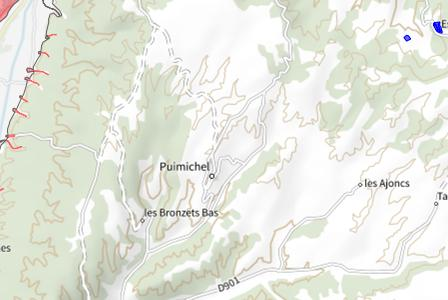 Puimichel
les Ajoncs
les Bronzets Bas
D901